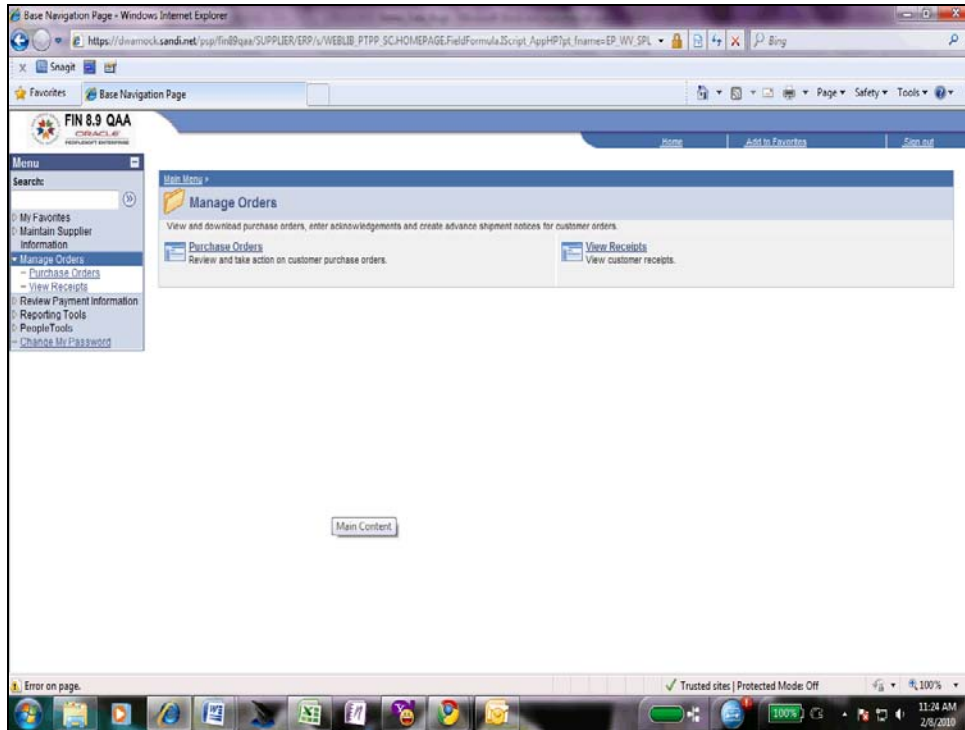 Base Navigation Page - Windows Internet Explorer
https://dwamock.sandi.net/psp/fin89qaa/SUPPLIER/ERP/s/WEBLIB_PTPP_SC.HOMEPAGE.FieldFormula.IScript_AppHP?pt_fname=EP_WV_SPL
Bing
x Snagit
Favorites Base Navigation Page
Page Safety Tools
FIN 8.9 QAA
ORACLE
PEOPLESOFT ENTERPRISE
Home Add to Favorites Sign out
Menu
Search:
My Favorites
Maintain Supplier
Information
Manage Orders
– Purchase Orders
– View Receipts
Review Payment Information
Reporting Tools
PeopleTools
– Change My Password
Main Menu >
Manage Orders
View and download purchase orders, enter acknowledgements and create advance shipment notices for customer orders.
Purchase Orders
Review and take action on customer purchase orders.
View Receipts
View customer receipts.
Main Content
Error on page.
Trusted sites | Protected Mode: Off
100%
100%
11:24 AM
2/8/2010